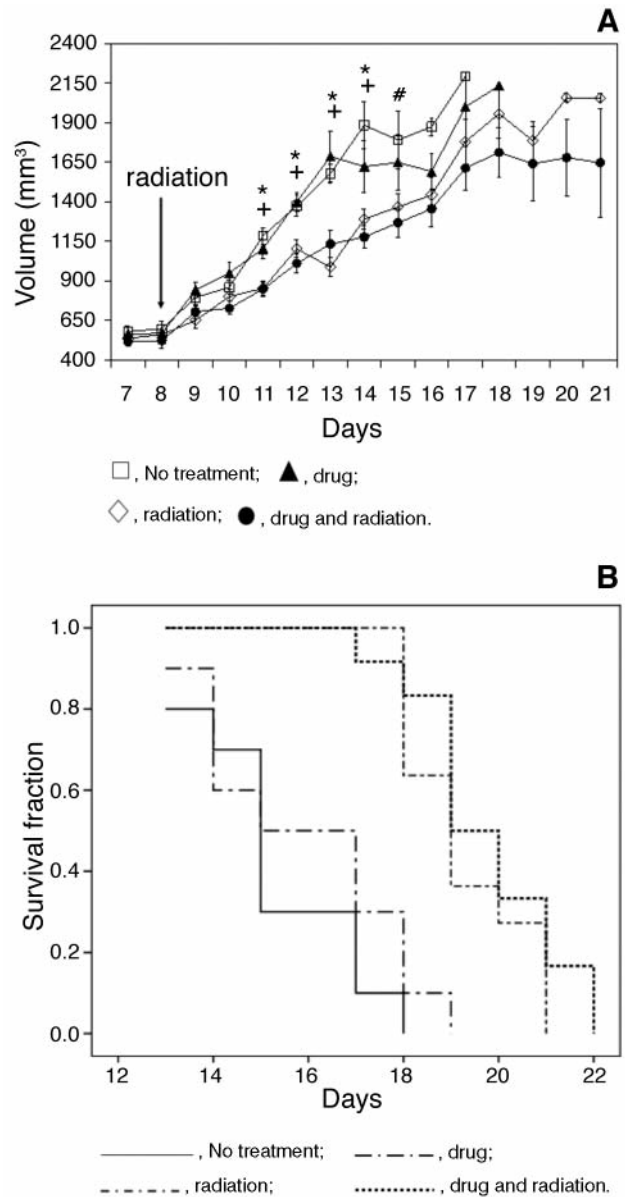 A
2400
2150
1900
1650
1400
1150
900
650
400
Volume (mm³)
radiation
*
+
*
+
*
+
*
+
#
7 8 9 10 11 12 13 14 15 16 17 18 19 20 21
Days
, No treatment; , drug;
, radiation; , drug and radiation.
B
1.0
0.8
0.6
0.4
0.2
0.0
Survival fraction
12 14 16 18 20 22
Days
, No treatment; , drug;
, radiation; , drug and radiation.